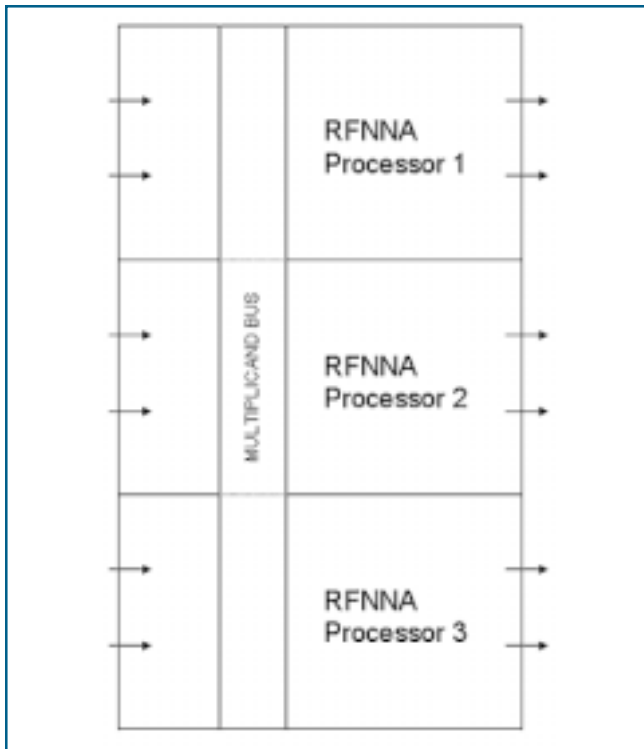 RFNNA
Processor 1
MULTIPLICAND BUS
RFNNA
Processor 2
RFNNA
Processor 3